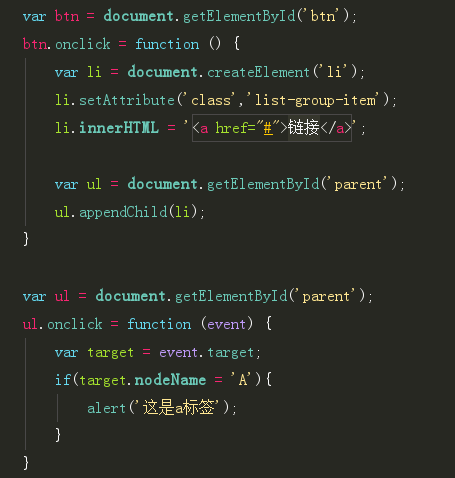 var btn = document.getElementById('btn');
btn.onclick = function () {
var li = document.createElement('li');
li.setAttribute('class','list-group-item');
li.innerHTML = '<a href="#">链接</a>';
var ul = document.getElementById('parent');
ul.appendChild(li);
}
var ul = document.getElementById('parent');
ul.onclick = function (event) {
var target = event.target;
if(target.nodeName = 'A'){
alert('这是a标签');
}
}